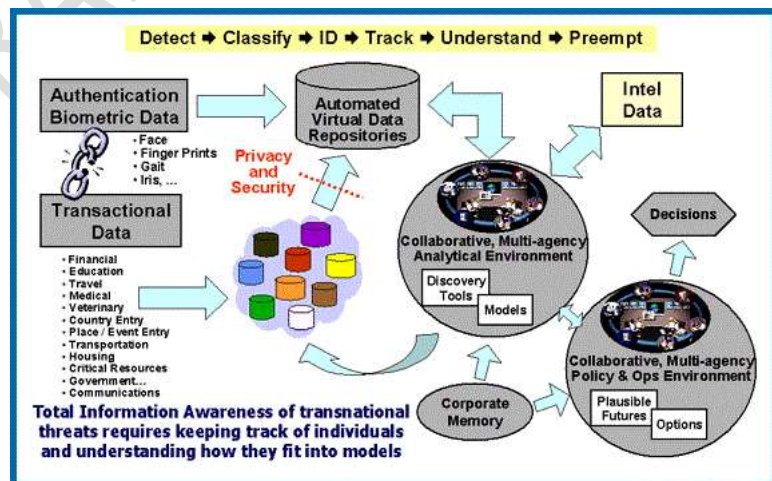 Detect ➔ Classify ➔ ID ➔ Track ➔ Understand ➔ Preempt
Authentication
Biometric Data
• Face
• Finger Prints
• Gait
• Iris, ...
Transactional
Data
• Financial
• Education
• Travel
• Medical
• Veterinary
• Country Entry
• Place / Event Entry
• Transportation
• Housing
• Critical Resources
• Government...
• Communications
Automated
Virtual Data
Repositories
Privacy
and
Security
Intel
Data
Collaborative, Multi-agency
Analytical Environment
Discovery
Tools
Models
Decisions
Collaborative, Multi-agency
Policy & Ops Environment
Plausible
Futures
Options
Corporate
Memory
Total Information Awareness of transnational
threats requires keeping track of individuals
and understanding how they fit into models